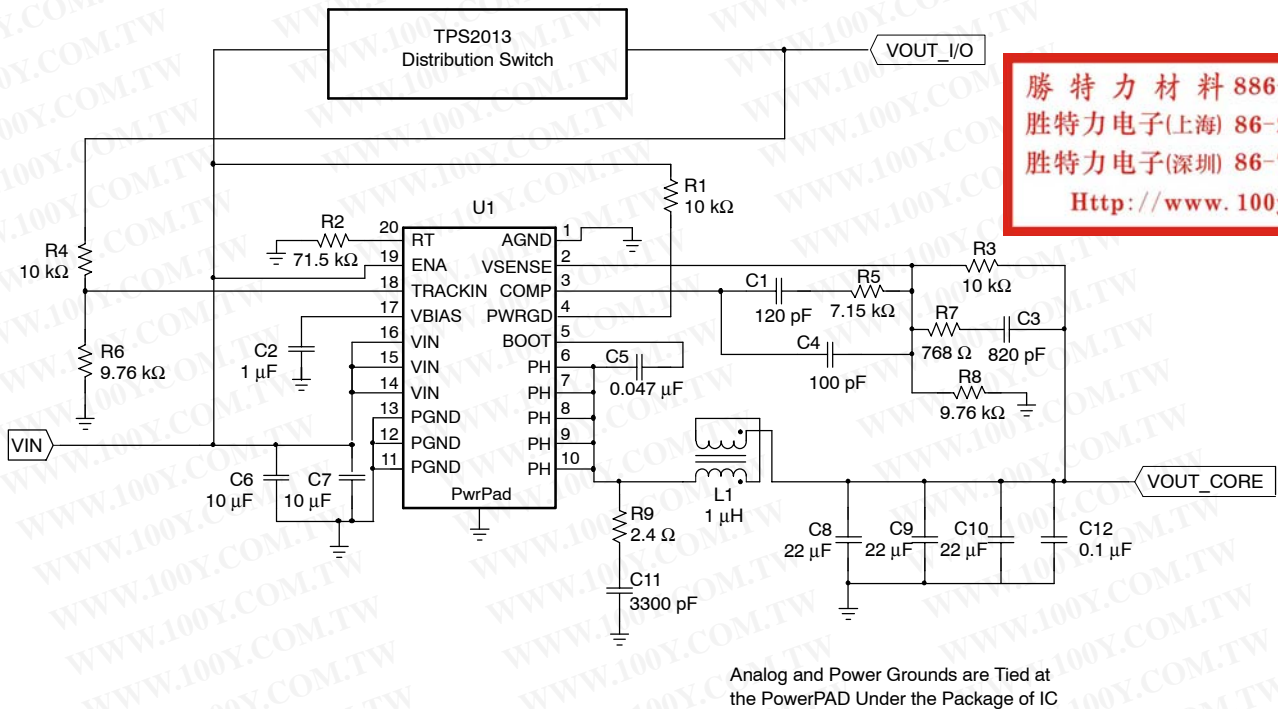 TPS2013
Distribution Switch
VOUT_I/O
勝 特 力 材 料 886
胜特力电子(上海) 86-
胜特力电子(深圳) 86-
Http://www.100
R1
10 kΩ
U1
R2
71.5 kΩ
R4
10 kΩ
R6
9.76 kΩ
C2
1 μF
20
19
18
17
16
15
14
13
12
11
RT
ENA
TRACKIN
VBIAS
VIN
VIN
VIN
PGND
PGND
PGND
AGND
VSENSE
COMP
PWRGD
BOOT
PH
PH
PH
PH
PH
PwrPad
1
2
3
4
5
6
7
8
9
10
C1
120 pF
R5
7.15 kΩ
R3
10 kΩ
R7
768 Ω
C3
820 pF
C4
100 pF
R8
9.76 kΩ
C5
0.047 μF
VIN
C6
10 μF
C7
10 μF
L1
1 μH
R9
2.4 Ω
C11
3300 pF
C8
22 μF
C9
22 μF
C10
22 μF
C12
0.1 μF
VOUT_CORE
Analog and Power Grounds are Tied at
the PowerPAD Under the Package of IC
WWW.100Y.COM.TW